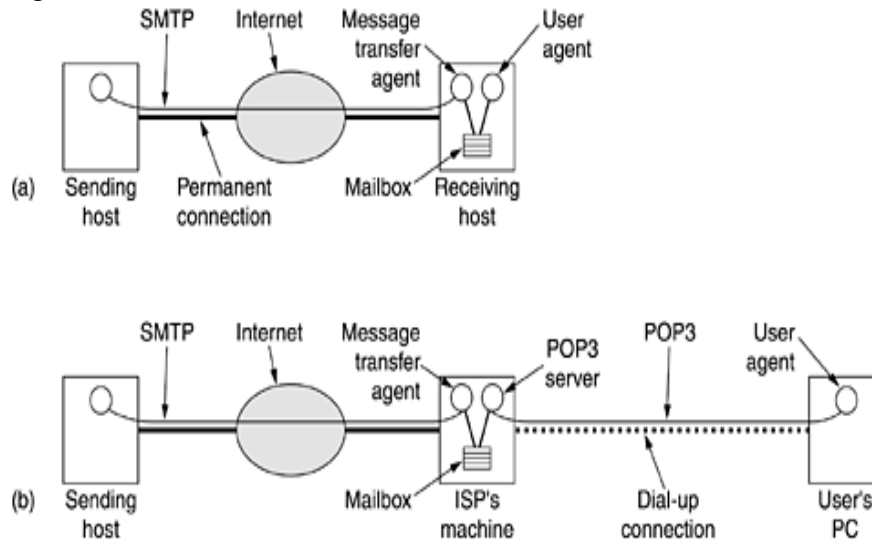 SMTP
Internet
Message
transfer
agent
User
agent
(a)
Sending
host
Permanent
connection
Mailbox
Receiving
host
SMTP
Internet
Message
transfer
agent
POP3
server
POP3
User
agent
(b)
Sending
host
Mailbox
ISP's
machine
Dial-up
connection
User's
PC